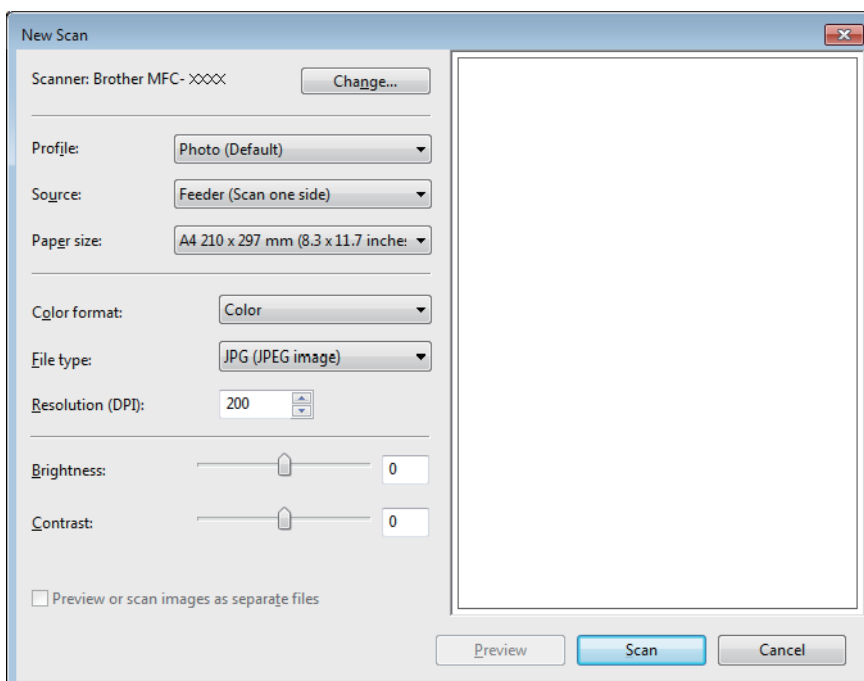 New Scan
Scanner: Brother MFC- XXXX
Change...
Profile:
Photo (Default)
Source:
Feeder (Scan one side)
Paper size:
A4 210 x 297 mm (8.3 x 11.7 inche
Color format:
Color
File type:
JPG (JPEG image)
Resolution (DPI):
200
Brightness:
0
Contrast:
0
Preview or scan images as separate files
Preview
Scan
Cancel